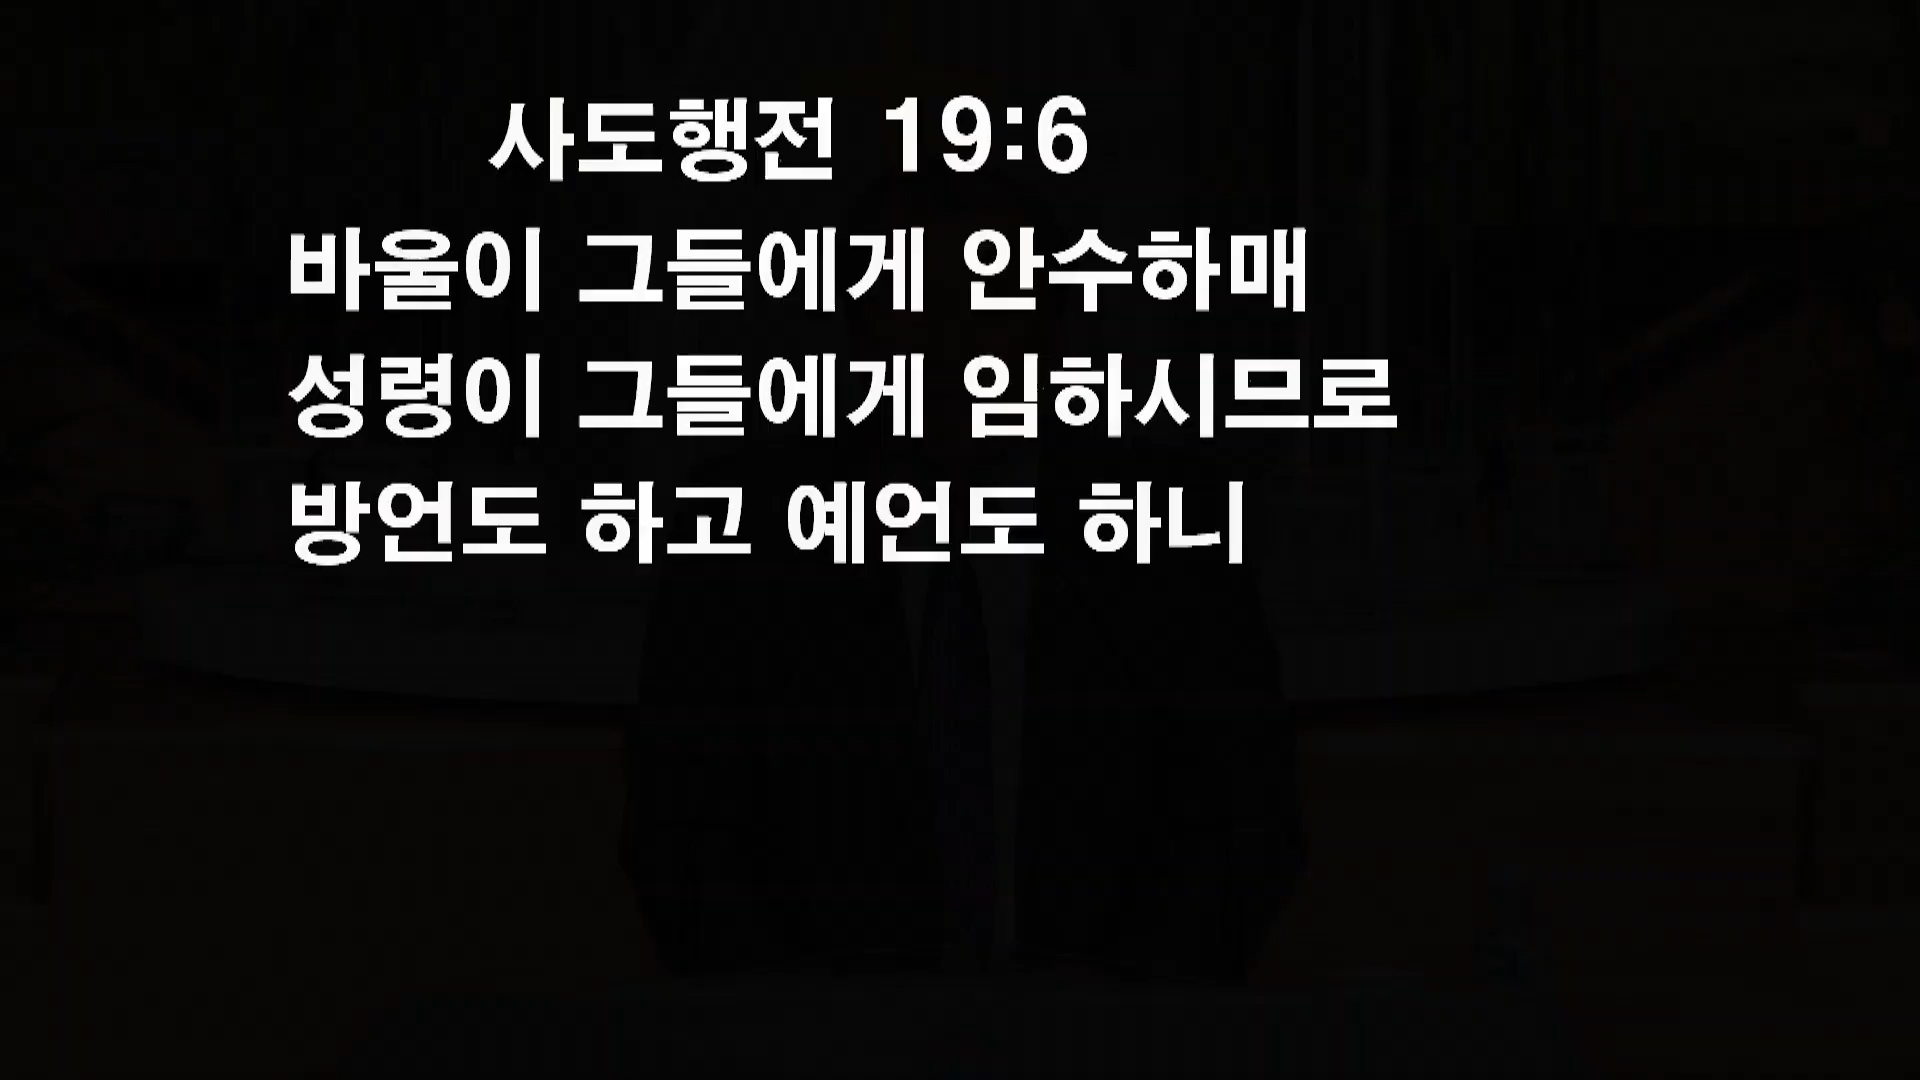 사도행전 19:6
바울이 그들에게 안수하매
성령이 그들에게 임하시므로
방언도 하고 예언도 하니